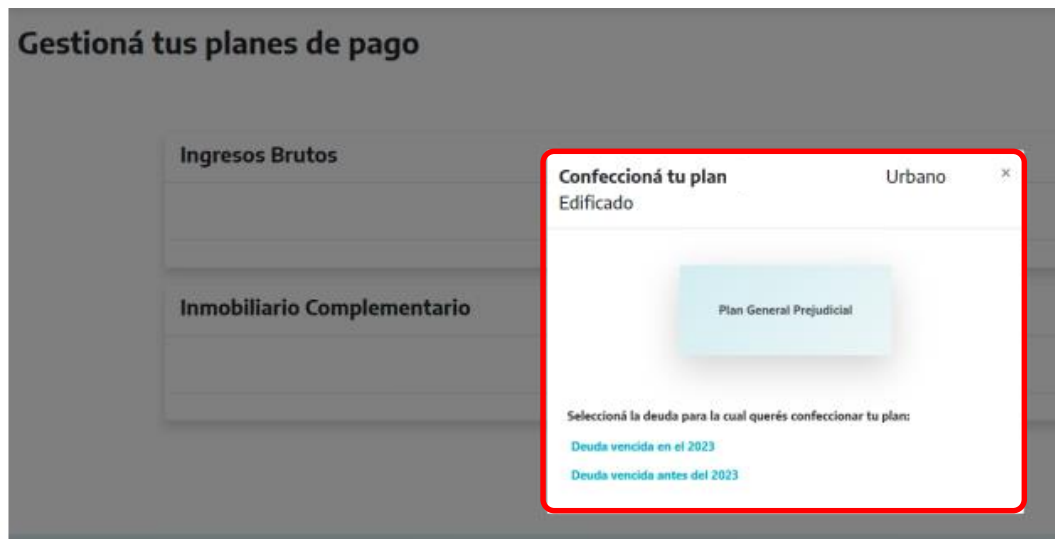 Gestioná tus planes de pago
Ingresos Brutos
Inmobiliario Complementario
Confeccioná tu plan Urbano ×
Edificado
Plan General Prejudicial
Seleccioná la deuda para la cual querés confeccionar tu plan:
Deuda vencida en el 2023
Deuda vencida antes del 2023